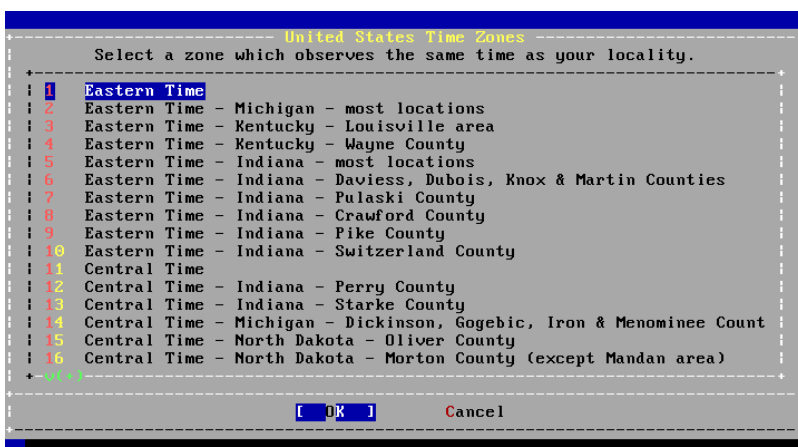 United States Time Zones
Select a zone which observes the same time as your locality.
1 Eastern Time
2 Eastern Time - Michigan - most locations
3 Eastern Time - Kentucky - Louisville area
4 Eastern Time - Kentucky - Wayne County
5 Eastern Time - Indiana - most locations
6 Eastern Time - Indiana - Daviess, Dubois, Knox & Martin Counties
7 Eastern Time - Indiana - Pulaski County
8 Eastern Time - Indiana - Crawford County
9 Eastern Time - Indiana - Pike County
10 Eastern Time - Indiana - Switzerland County
11 Central Time
12 Central Time - Indiana - Perry County
13 Central Time - Indiana - Starke County
14 Central Time - Michigan - Dickinson, Gogebic, Iron & Menominee Count
15 Central Time - North Dakota - Oliver County
16 Central Time - North Dakota - Morton County (except Mandan area)
v(+)
[ OK ] Cancel